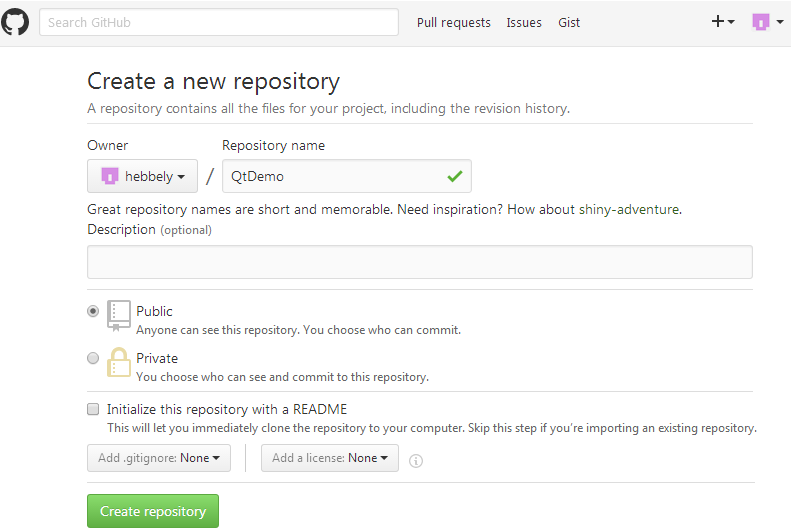 Search GitHub Pull requests Issues Gist
Create a new repository
A repository contains all the files for your project, including the revision history.
Owner Repository name
hebbely / QtDemo
Great repository names are short and memorable. Need inspiration? How about shiny-adventure.
Description (optional)
Public
Anyone can see this repository. You choose who can commit.
Private
You choose who can see and commit to this repository.
Initialize this repository with a README
This will let you immediately clone the repository to your computer. Skip this step if you're importing an existing repository.
Add .gitignore: None Add a license: None
Create repository